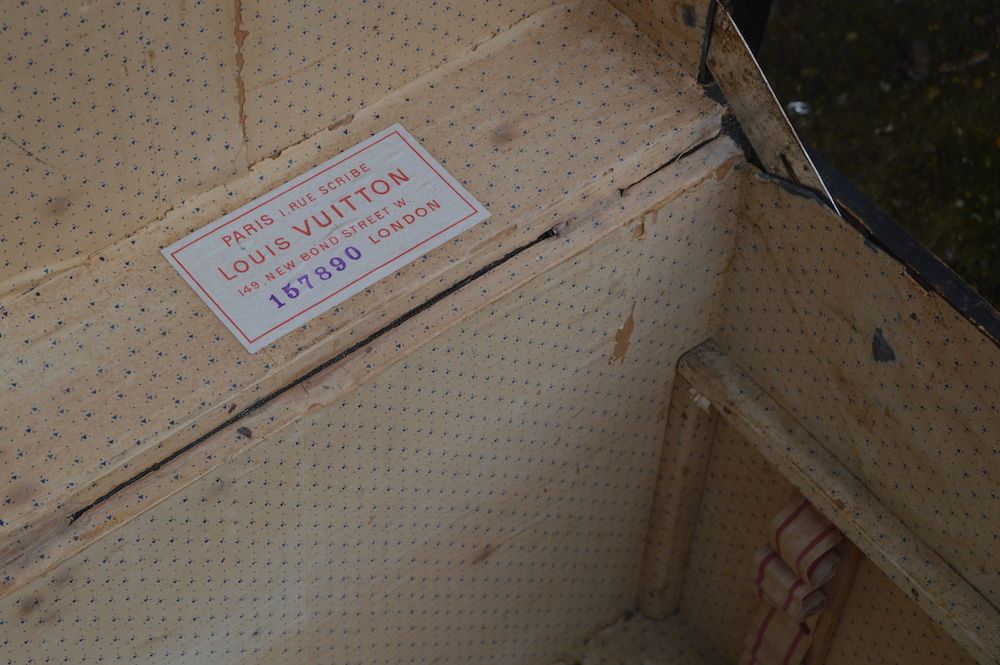 PARIS 1, RUE SCRIBE
LOUIS VUITTON
149, NEW BOND STREET. W.
157890 LONDON